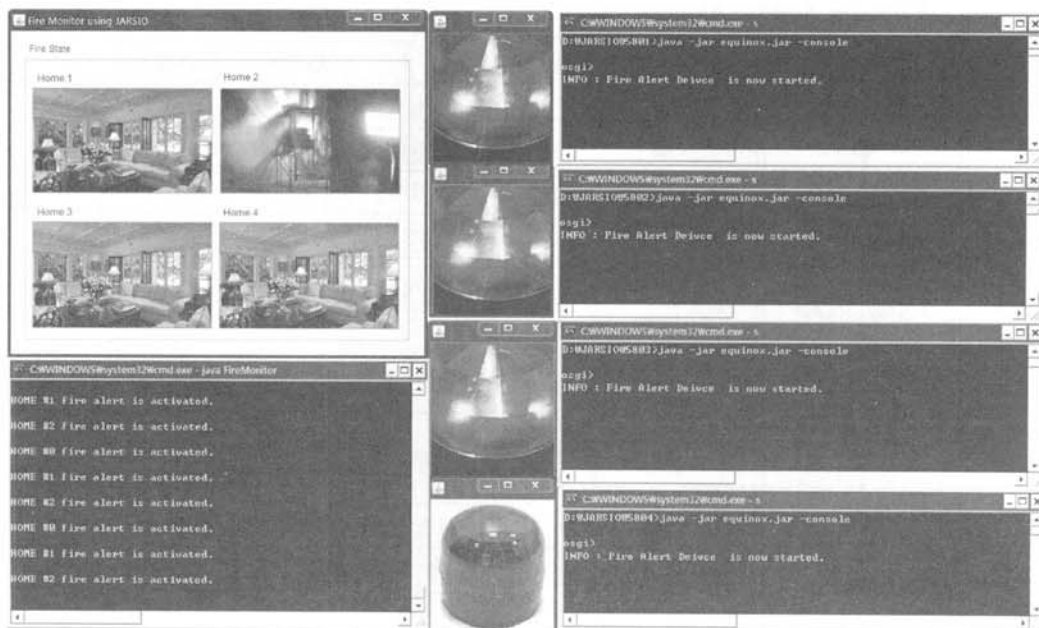 Fire Monitor using JARSIO
Fire State
Home 1
Home 2
Home 3
Home 4
C:₩WINDOWS₩system32₩cmd.exe - java FireMonitor
HOME #1 fire alert is activated.
HOME #2 fire alert is activated.
HOME #0 fire alert is activated.
HOME #1 fire alert is activated.
HOME #2 fire alert is activated.
HOME #0 fire alert is activated.
HOME #1 fire alert is activated.
HOME #2 fire alert is activated.
C:₩WINDOWS₩system32₩cmd.exe - s
D:₩JARSIO₩5801>java -jar equinox.jar -console
osgi>
INFO : Fire Alert Deivce  is now started.
C:₩WINDOWS₩system32₩cmd.exe - s
D:₩JARSIO₩5802>java -jar equinox.jar -console
osgi>
INFO : Fire Alert Deivce  is now started.
C:₩WINDOWS₩system32₩cmd.exe - s
D:₩JARSIO₩5803>java -jar equinox.jar -console
osgi>
INFO : Fire Alert Deivce  is now started.
C:₩WINDOWS₩system32₩cmd.exe - s
D:₩JARSIO₩5804>java -jar equinox.jar -console
osgi>
INFO : Fire Alert Deivce  is now started.